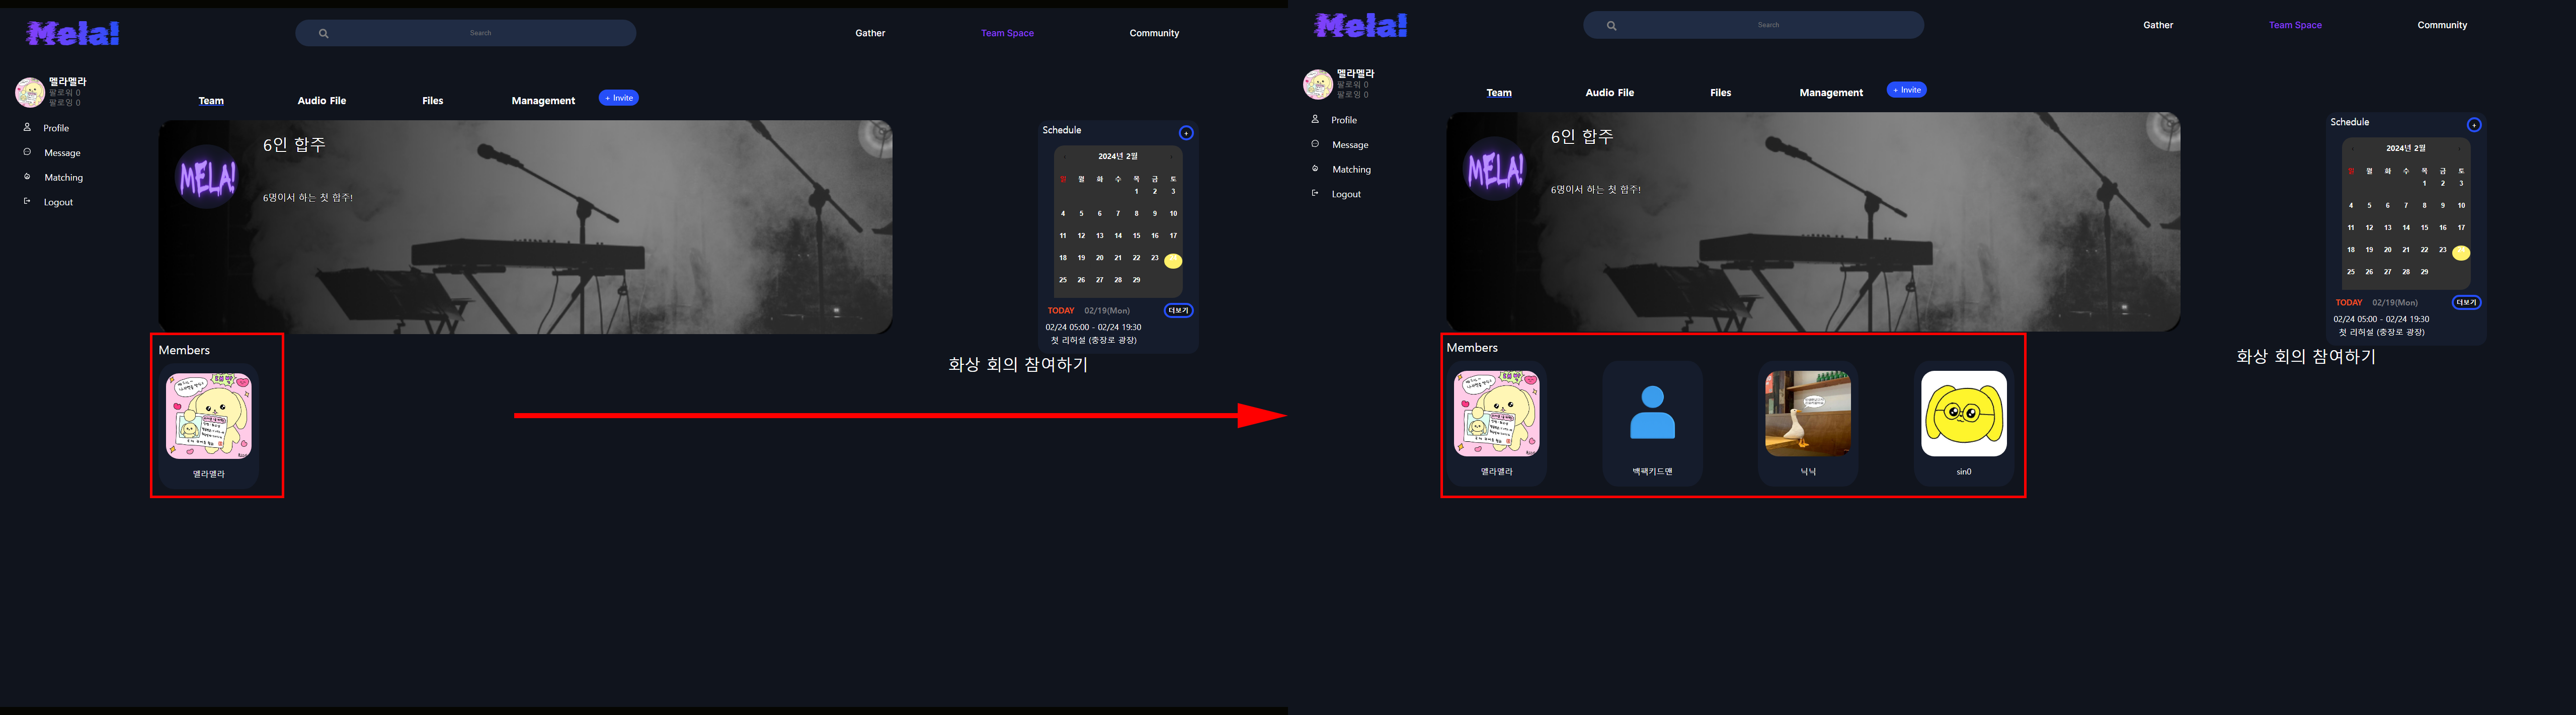 Mela!
Search
Gather
Team Space
Community
멜라멜라
팔로워 0
팔로잉 0
Profile
Message
Matching
Logout
Team
Audio File
Files
Management
+ Invite
MELA!
6인 합주
6명이서 하는 첫 합주!
Schedule
+
2024년 2월
일 월 화 수 목 금 토
1 2 3
4 5 6 7 8 9 10
11 12 13 14 15 16 17
18 19 20 21 22 23
25 26 27 28 29
TODAY 02/19(Mon)
더보기
02/24 05:00 - 02/24 19:30
첫 리허설 (충장로 광장)
화상 회의 참여하기
Members
멜라멜라
Mela!
Search
Gather
Team Space
Community
멜라멜라
팔로워 0
팔로잉 0
Profile
Message
Matching
Logout
Team
Audio File
Files
Management
+ Invite
MELA!
6인 합주
6명이서 하는 첫 합주!
Schedule
+
2024년 2월
일 월 화 수 목 금 토
1 2 3
4 5 6 7 8 9 10
11 12 13 14 15 16 17
18 19 20 21 22 23
25 26 27 28 29
TODAY 02/19(Mon)
더보기
02/24 05:00 - 02/24 19:30
첫 리허설 (충장로 광장)
화상 회의 참여하기
Members
멜라멜라
백팩키드맨
닉닉
sin0